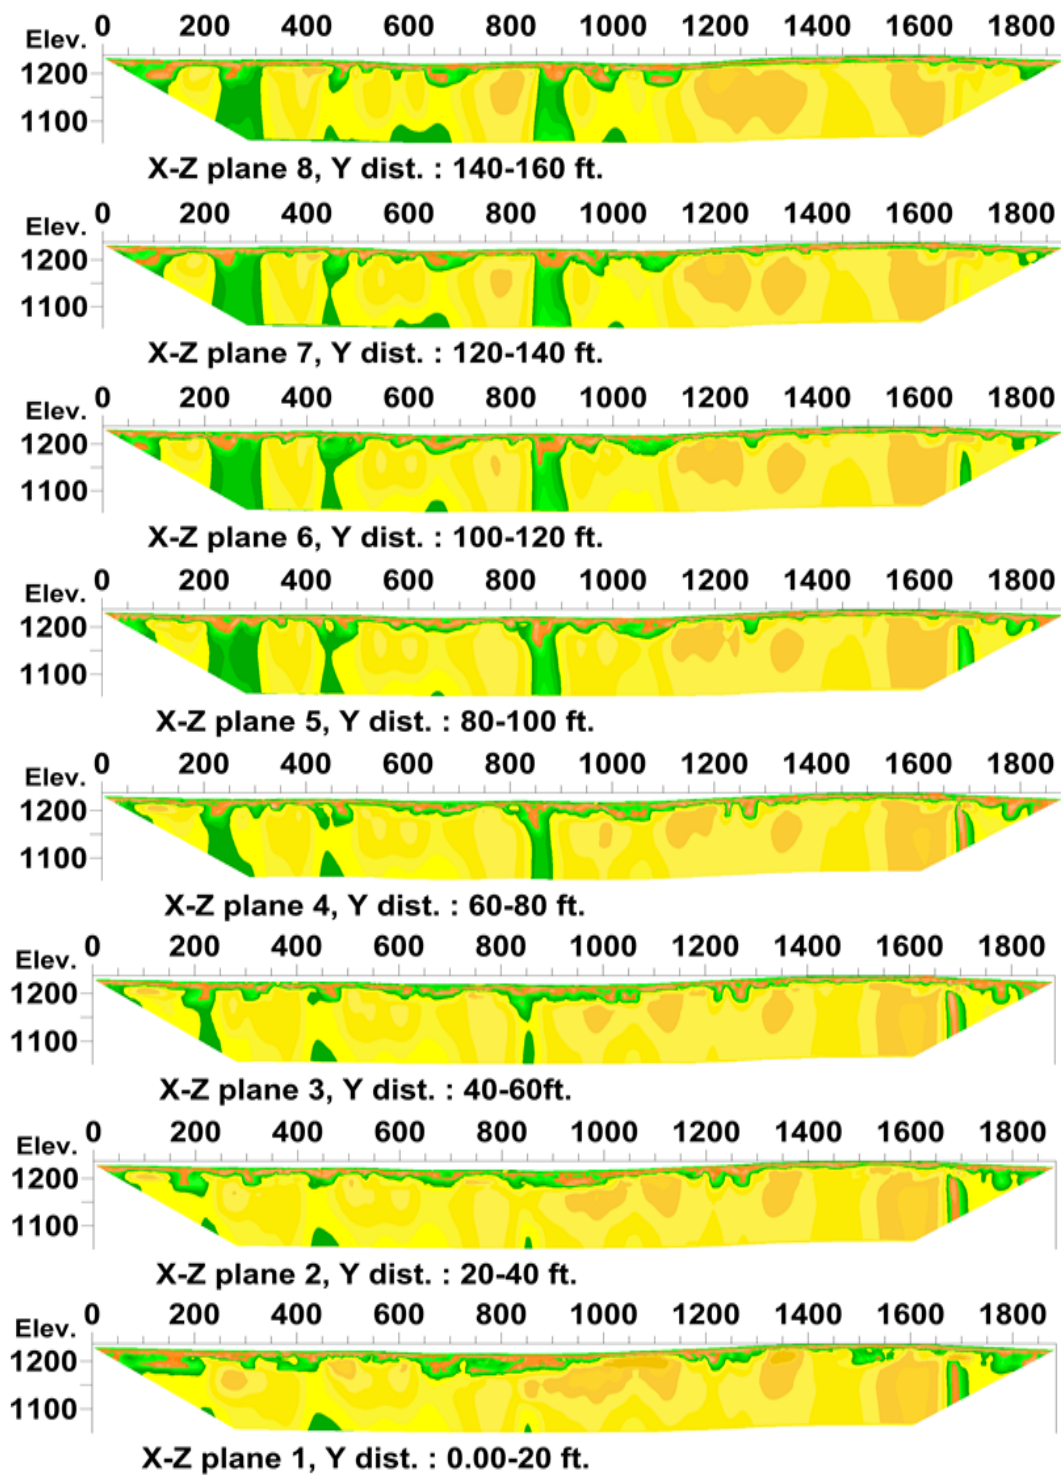 0 200 400 600 800 1000 1200 1400 1600 1800
Elev.
1200
1100
X-Z plane 8, Y dist. : 140-160 ft.
0 200 400 600 800 1000 1200 1400 1600 1800
Elev.
1200
1100
X-Z plane 7, Y dist. : 120-140 ft.
0 200 400 600 800 1000 1200 1400 1600 1800
Elev.
1200
1100
X-Z plane 6, Y dist. : 100-120 ft.
0 200 400 600 800 1000 1200 1400 1600 1800
Elev.
1200
1100
X-Z plane 5, Y dist. : 80-100 ft.
0 200 400 600 800 1000 1200 1400 1600 1800
Elev.
1200
1100
X-Z plane 4, Y dist. : 60-80 ft.
0 200 400 600 800 1000 1200 1400 1600 1800
Elev.
1200
1100
X-Z plane 3, Y dist. : 40-60ft.
0 200 400 600 800 1000 1200 1400 1600 1800
Elev.
1200
1100
X-Z plane 2, Y dist. : 20-40 ft.
0 200 400 600 800 1000 1200 1400 1600 1800
Elev.
1200
1100
X-Z plane 1, Y dist. : 0.00-20 ft.